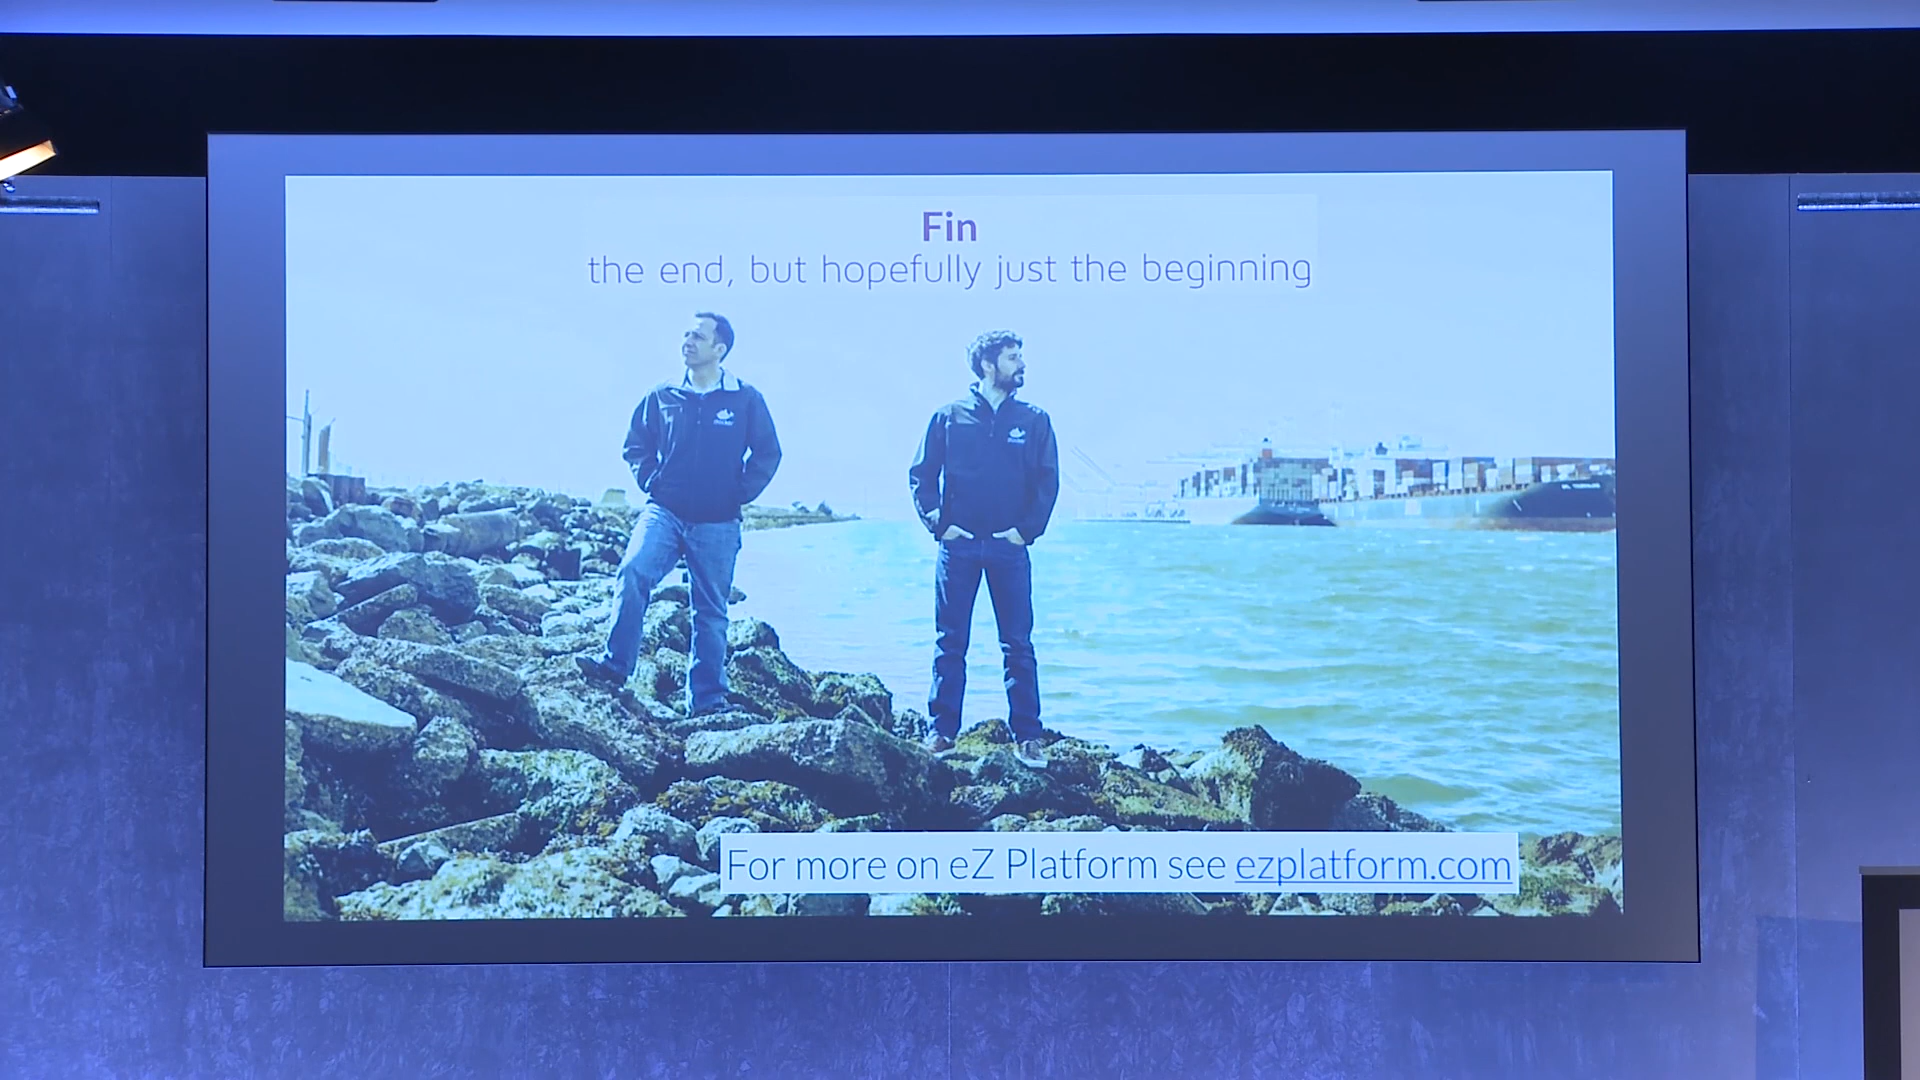 Fin
the end, but hopefully just the beginning
For more on eZ Platform see ezplatform.com